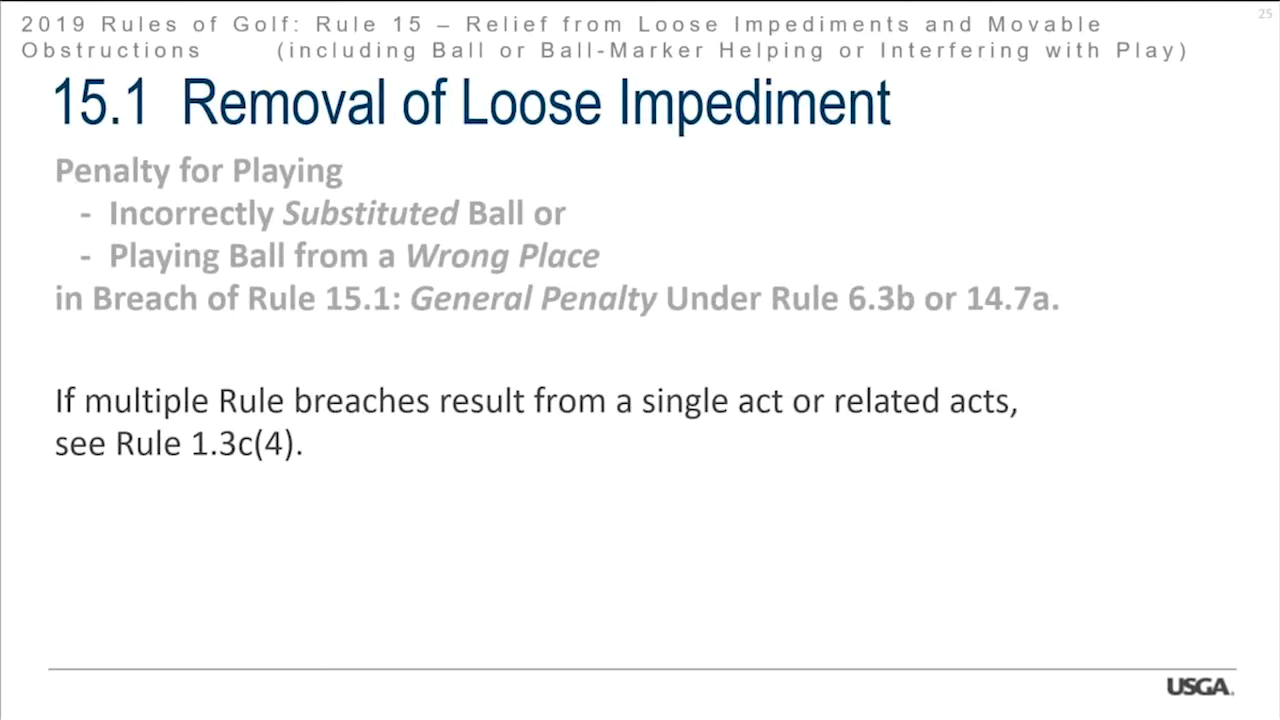 25
2019 Rules of Golf: Rule 15 – Relief from Loose Impediments and Movable
Obstructions (including Ball or Ball-Marker Helping or Interfering with Play)
15.1 Removal of Loose Impediment
Penalty for Playing
- Incorrectly Substituted Ball or
- Playing Ball from a Wrong Place
in Breach of Rule 15.1: General Penalty Under Rule 6.3b or 14.7a.
If multiple Rule breaches result from a single act or related acts,
see Rule 1.3c(4).
USGA.